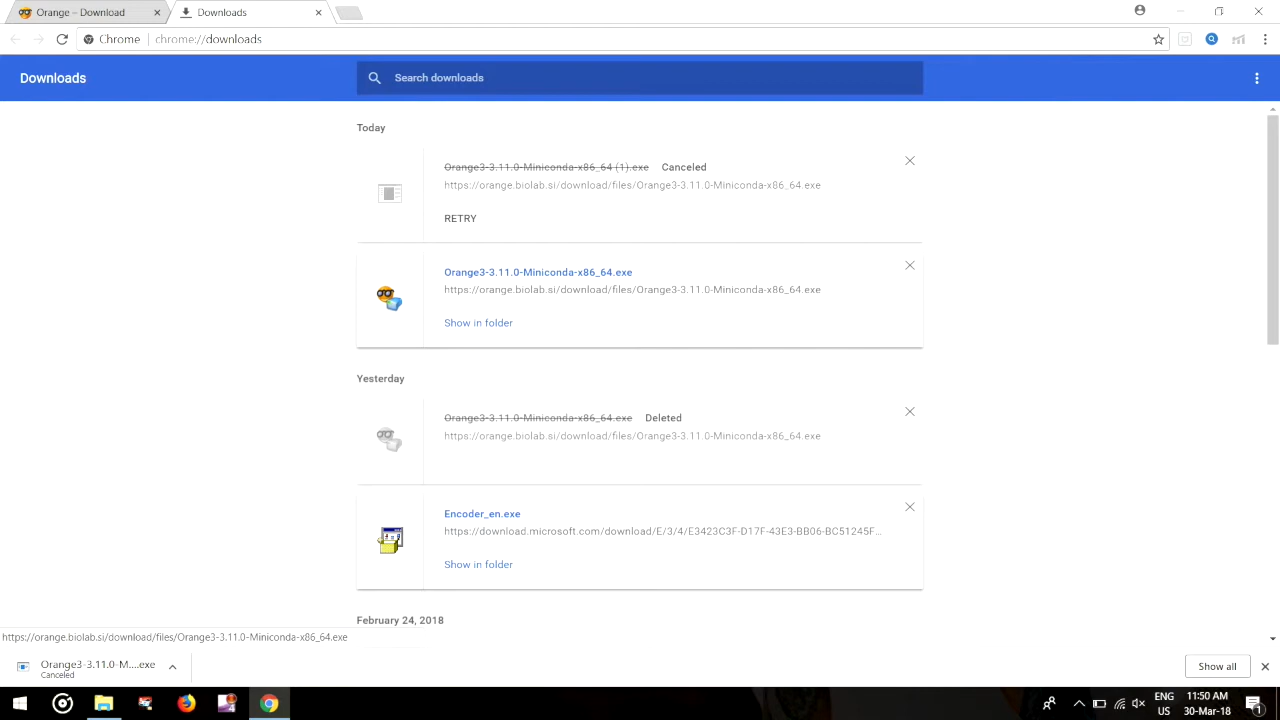 Orange – Download
Downloads
Chrome
chrome://downloads
Downloads
Search downloads
Today
Orange3-3.11.0-Miniconda-x86_64 (1).exe Canceled
https://orange.biolab.si/download/files/Orange3-3.11.0-Miniconda-x86_64.exe
RETRY
Orange3-3.11.0-Miniconda-x86_64.exe
https://orange.biolab.si/download/files/Orange3-3.11.0-Miniconda-x86_64.exe
Show in folder
Yesterday
Orange3-3.11.0-Miniconda-x86_64.exe Deleted
https://orange.biolab.si/download/files/Orange3-3.11.0-Miniconda-x86_64.exe
Encoder_en.exe
https://download.microsoft.com/download/E/3/4/E3423C3F-D17F-43E3-BB06-BC51245F...
Show in folder
February 24, 2018
https://orange.biolab.si/download/files/Orange3-3.11.0-Miniconda-x86_64.exe
Orange3-3.11.0-M....exe
Canceled
Show all
ENG 11:50 AM
US 30-Mar-18
1